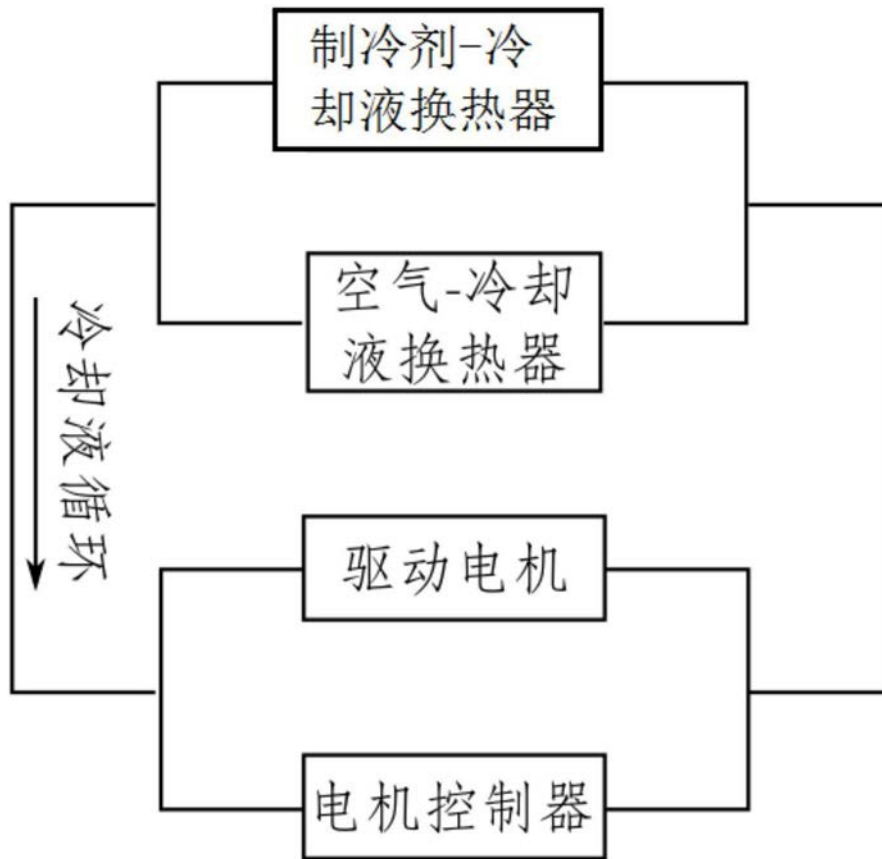 制冷剂-冷
却液换热器
空气-冷却
液换热器
冷却液循环
驱动电机
电机控制器